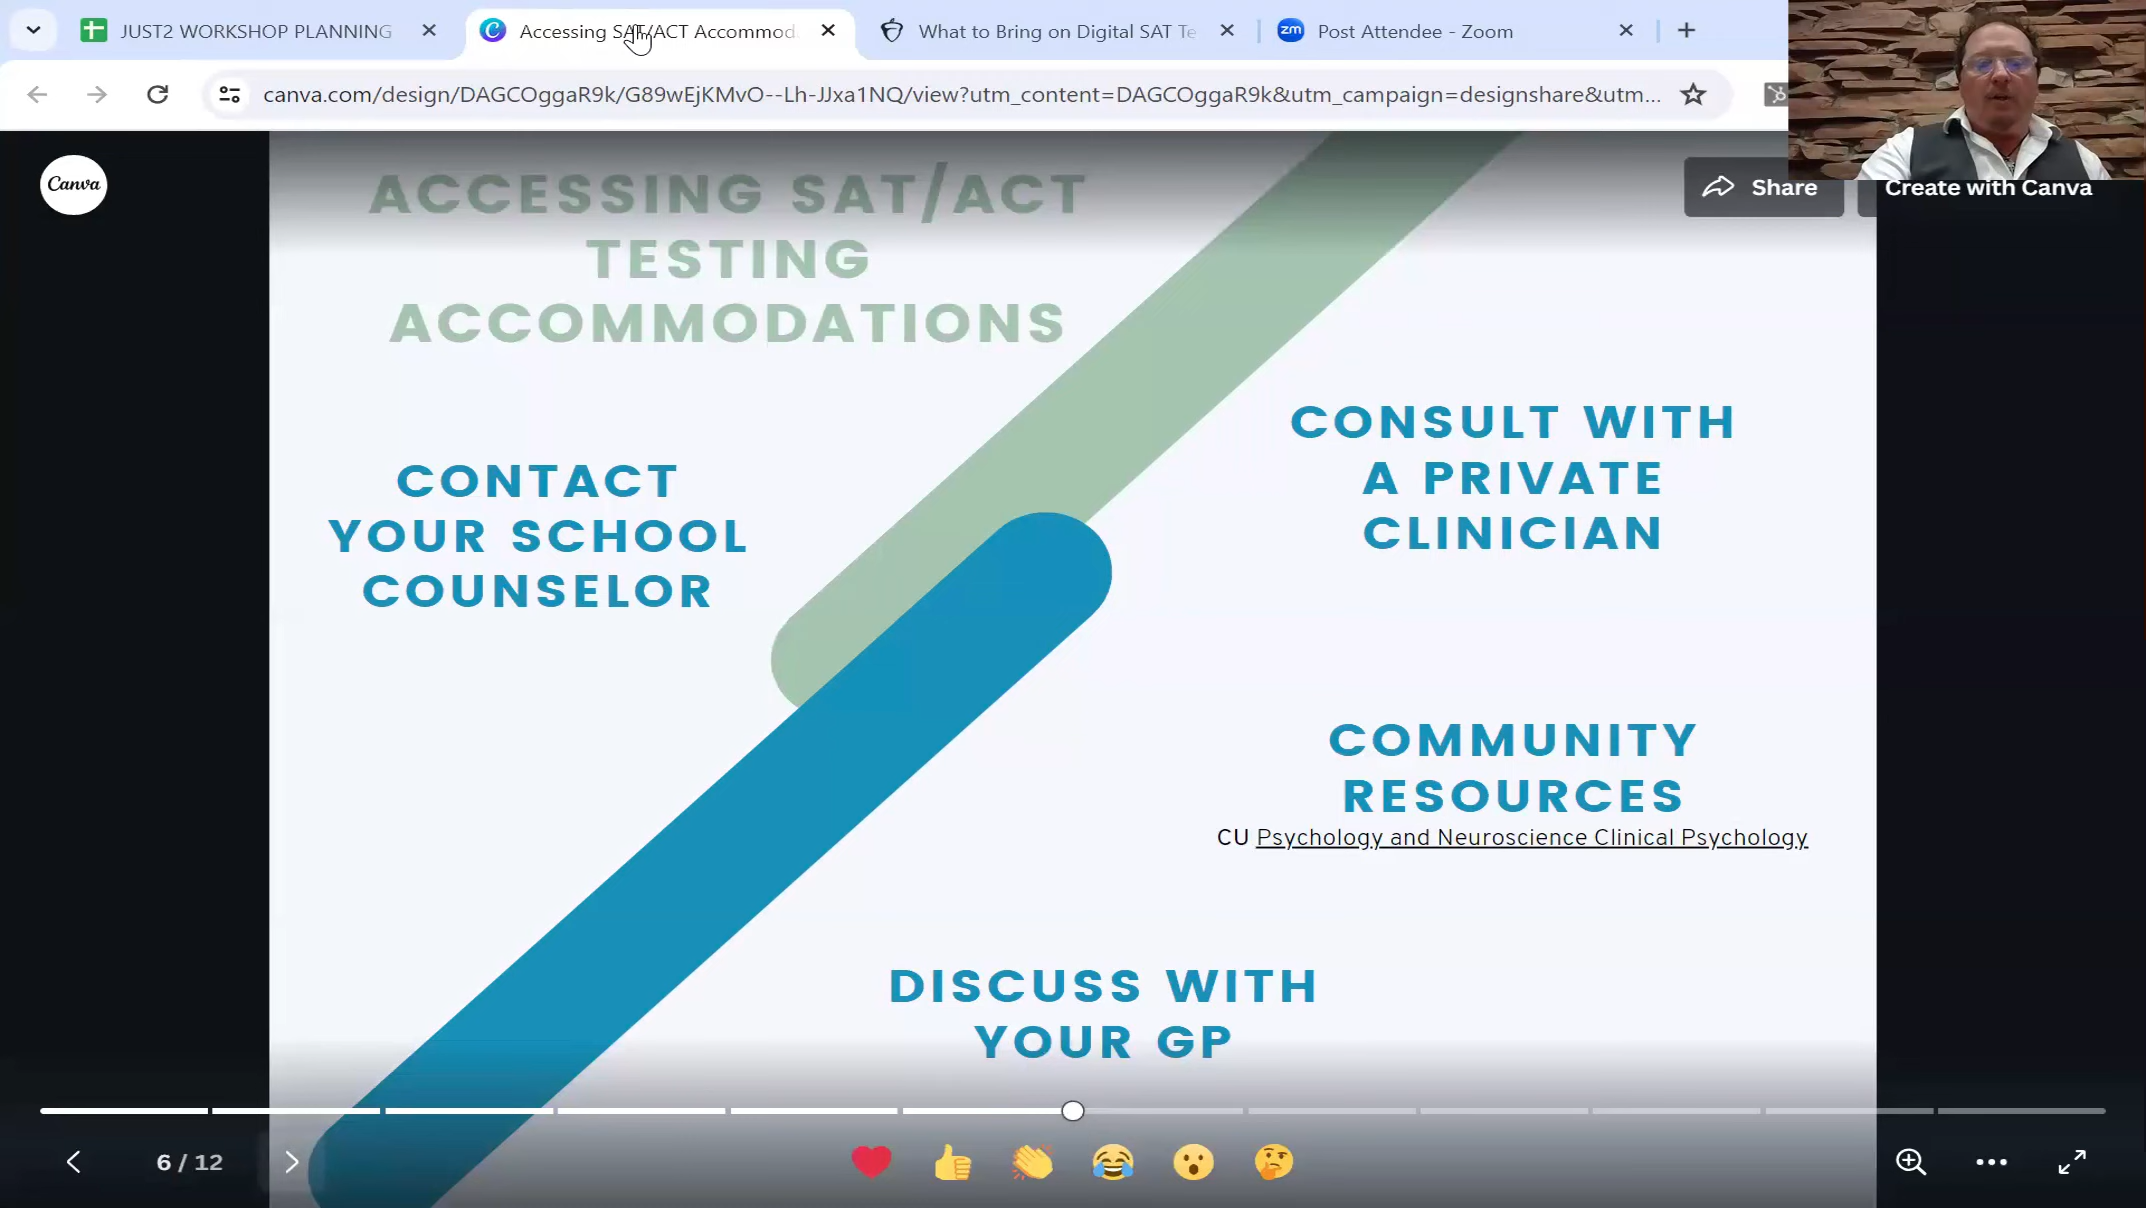 JUST2 WORKSHOP PLANNING
Accessing SAT/ACT Accommod
What to Bring on Digital SAT Te
zm
Post Attendee - Zoom
canva.com/design/DAGCOggaR9k/G89wEjKMvO--Lh-JJxa1NQ/view?utm_content=DAGCOggaR9k&utm_campaign=designshare&utm...
Canva
Share
Create with Canva
ACCESSING SAT/ACT
TESTING
ACCOMMODATIONS
CONTACT
YOUR SCHOOL
COUNSELOR
CONSULT WITH
A PRIVATE
CLINICIAN
COMMUNITY
RESOURCES
CU Psychology and Neuroscience Clinical Psychology
DISCUSS WITH
YOUR GP
6 / 12